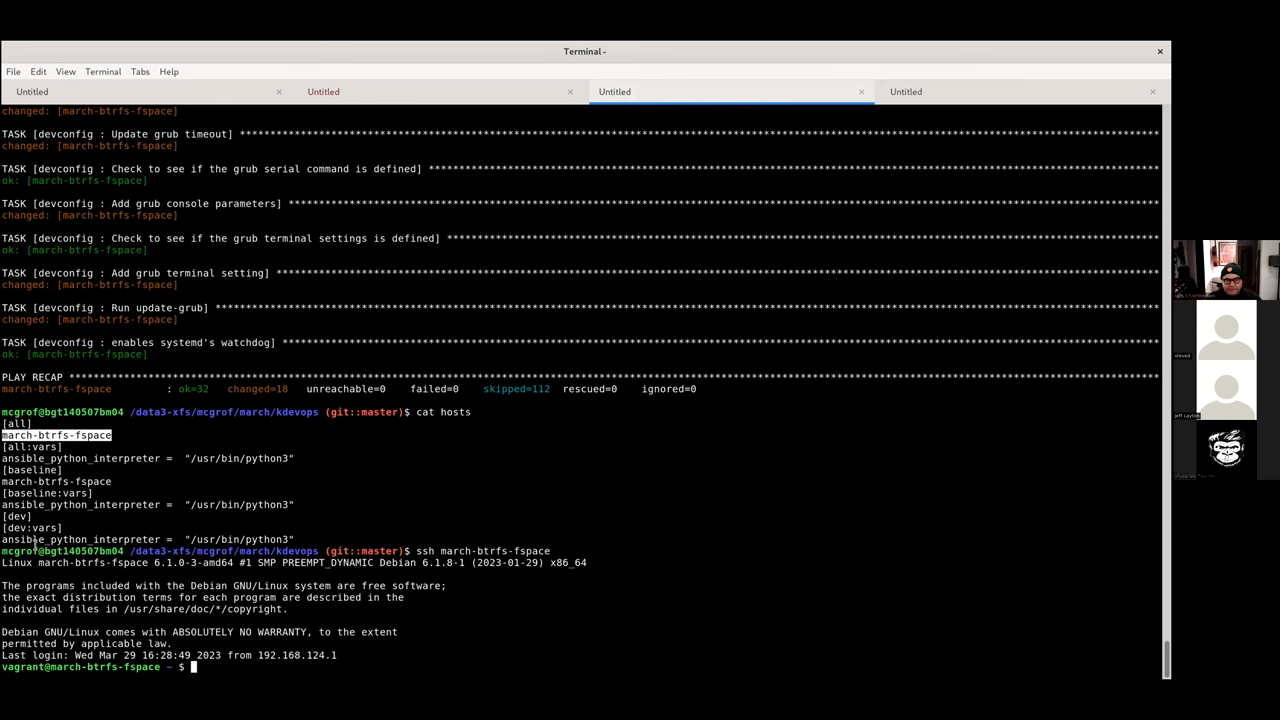 Terminal -
File Edit View Terminal Tabs Help
Untitled Untitled Untitled Untitled
changed: [march-btrfs-fspace]
TASK [devconfig : Update grub timeout] ****************************************************************************************************************************************************
changed: [march-btrfs-fspace]
TASK [devconfig : Check to see if the grub serial command is defined] *************************************************************************************************************************
ok: [march-btrfs-fspace]
TASK [devconfig : Add grub console parameters] *************************************************************************************************************************************************
changed: [march-btrfs-fspace]
TASK [devconfig : Check to see if the grub terminal settings is defined] **********************************************************************************************************************
ok: [march-btrfs-fspace]
TASK [devconfig : Add grub terminal setting] ***************************************************************************************************************************************************
changed: [march-btrfs-fspace]
TASK [devconfig : Run update-grub] *************************************************************************************************************************************************************
changed: [march-btrfs-fspace]
TASK [devconfig : enables systemd's watchdog] **************************************************************************************************************************************************
ok: [march-btrfs-fspace]
PLAY RECAP *************************************************************************************************************************************************************************************
march-btrfs-fspace : ok=32 changed=18 unreachable=0 failed=0 skipped=112 rescued=0 ignored=0
mcgrof@bgt140507bm04 /data3-xfs/mcgrof/march/kdevops (git::master)$ cat hosts
[all]
march-btrfs-fspace
[all:vars]
ansible_python_interpreter = "/usr/bin/python3"
[baseline]
march-btrfs-fspace
[baseline:vars]
ansible_python_interpreter = "/usr/bin/python3"
[dev]
[dev:vars]
ansible_python_interpreter = "/usr/bin/python3"
mcgrof@bgt140507bm04 /data3-xfs/mcgrof/march/kdevops (git::master)$ ssh march-btrfs-fspace
Linux march-btrfs-fspace 6.1.0-3-amd64 #1 SMP PREEMPT_DYNAMIC Debian 6.1.8-1 (2023-01-29) x86_64
The programs included with the Debian GNU/Linux system are free software;
the exact distribution terms for each program are described in the
individual files in /usr/share/doc/*/copyright.
Debian GNU/Linux comes with ABSOLUTELY NO WARRANTY, to the extent
permitted by applicable law.
Last login: Wed Mar 29 16:28:49 2023 from 192.168.124.1
vagrant@march-btrfs-fspace ~ $
steved
Jeff Layton